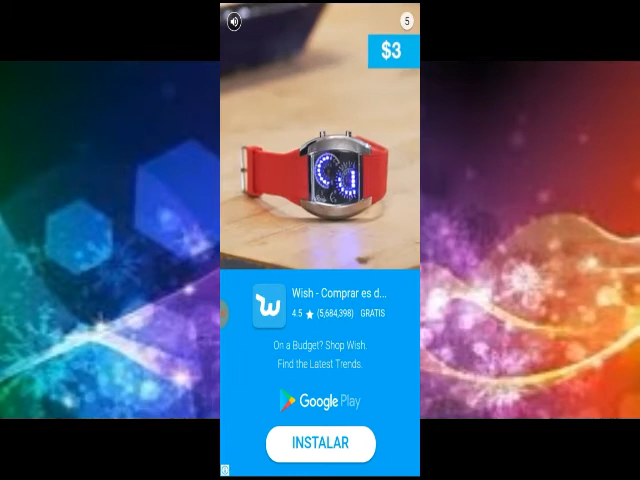 5
$3
Wish - Comprar es d...
4.5 ★ (5,684,398) GRATIS
On a Budget? Shop Wish.
Find the Latest Trends.
Google Play
INSTALAR